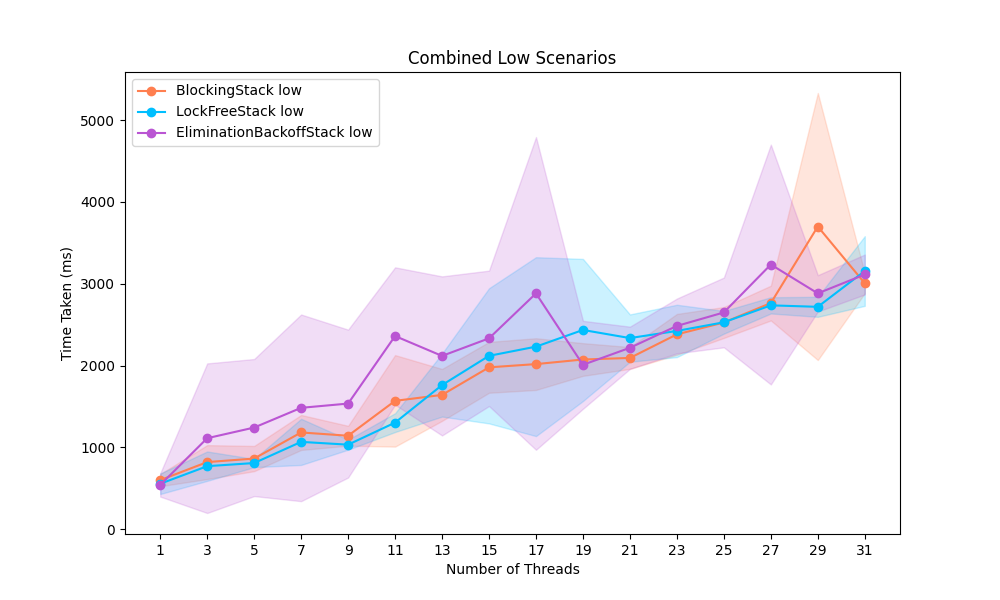 Combined Low Scenarios
BlockingStack low
LockFreeStack low
EliminationBackoffStack low
Time Taken (ms)
5000
4000
3000
2000
1000
0
1 3 5 7 9 11 13 15 17 19 21 23 25 27 29 31
Number of Threads